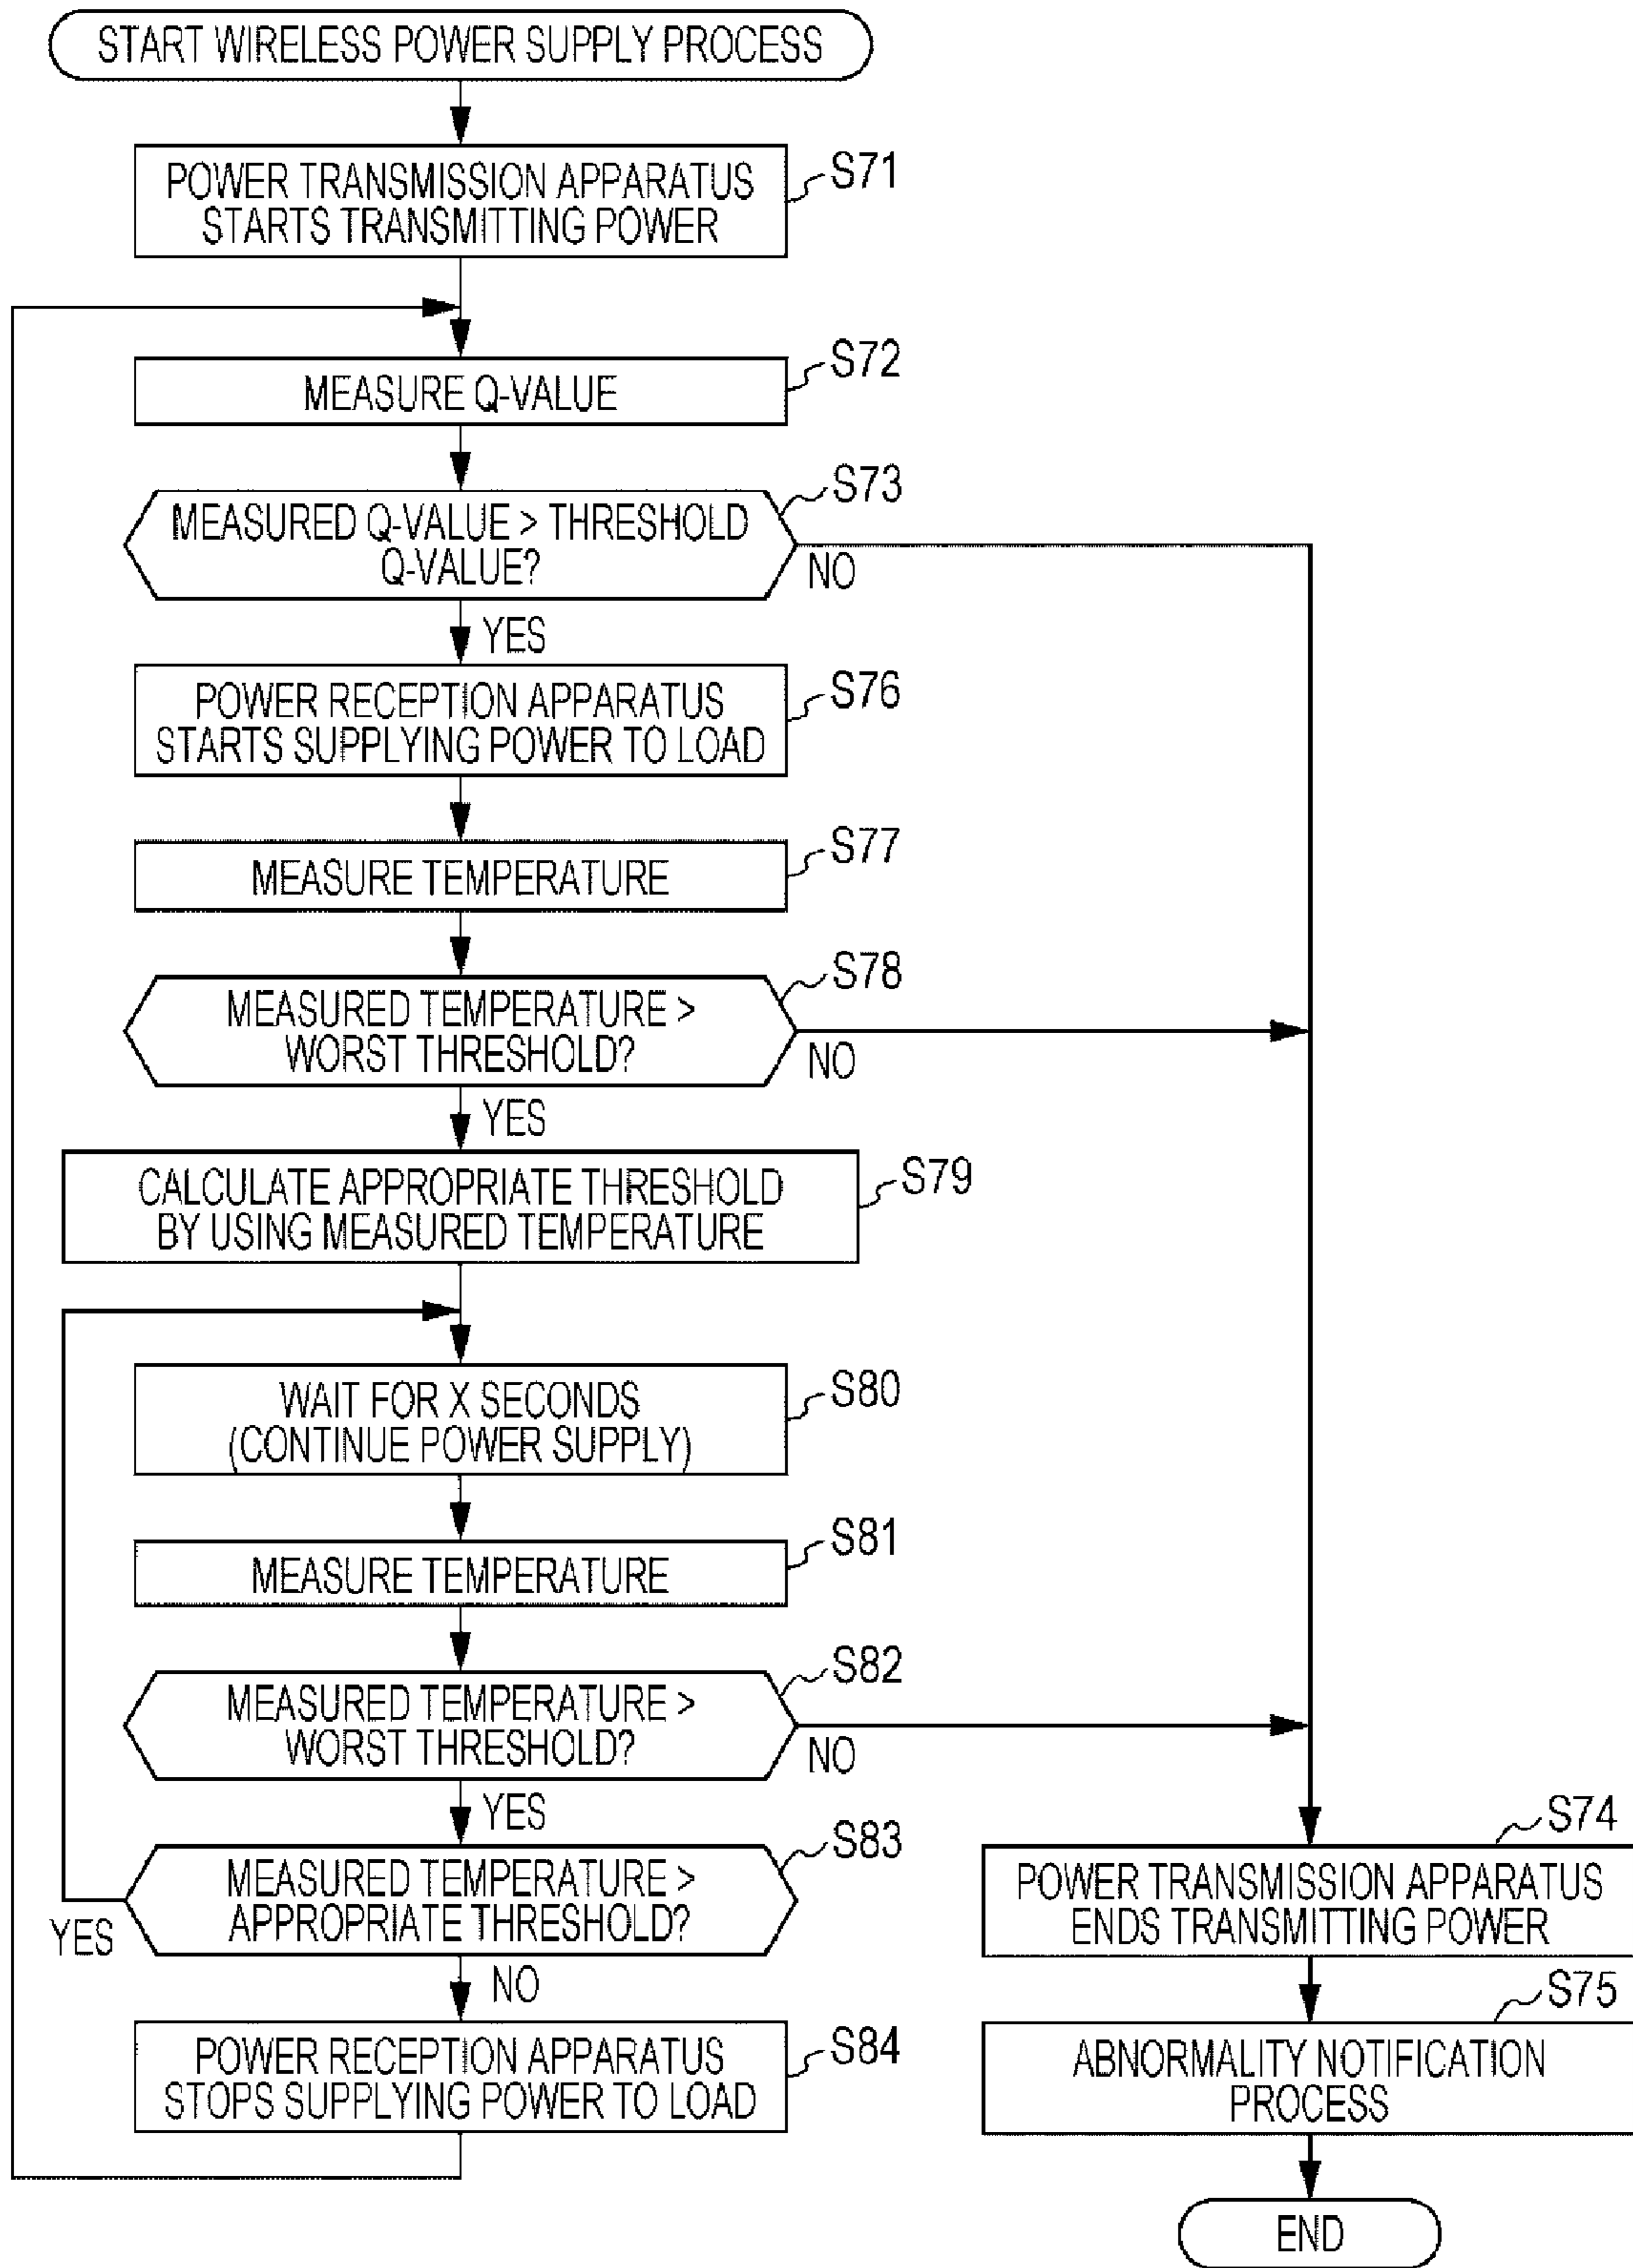 START WIRELESS POWER SUPPLY PROCESS
S71
POWER TRANSMISSION APPARATUS
STARTS TRANSMITTING POWER
S72
MEASURE Q-VALUE
S73
MEASURED Q-VALUE > THRESHOLD
Q-VALUE?
NO
YES
S76
POWER RECEPTION APPARATUS
STARTS SUPPLYING POWER TO LOAD
S77
MEASURE TEMPERATURE
S78
MEASURED TEMPERATURE >
WORST THRESHOLD?
NO
YES
S79
CALCULATE APPROPRIATE THRESHOLD
BY USING MEASURED TEMPERATURE
S80
WAIT FOR X SECONDS
(CONTINUE POWER SUPPLY)
S81
MEASURE TEMPERATURE
S82
MEASURED TEMPERATURE >
WORST THRESHOLD?
NO
YES
S83
MEASURED TEMPERATURE >
APPROPRIATE THRESHOLD?
YES
NO
S84
POWER RECEPTION APPARATUS
STOPS SUPPLYING POWER TO LOAD
S74
POWER TRANSMISSION APPARATUS
ENDS TRANSMITTING POWER
S75
ABNORMALITY NOTIFICATION
PROCESS
END